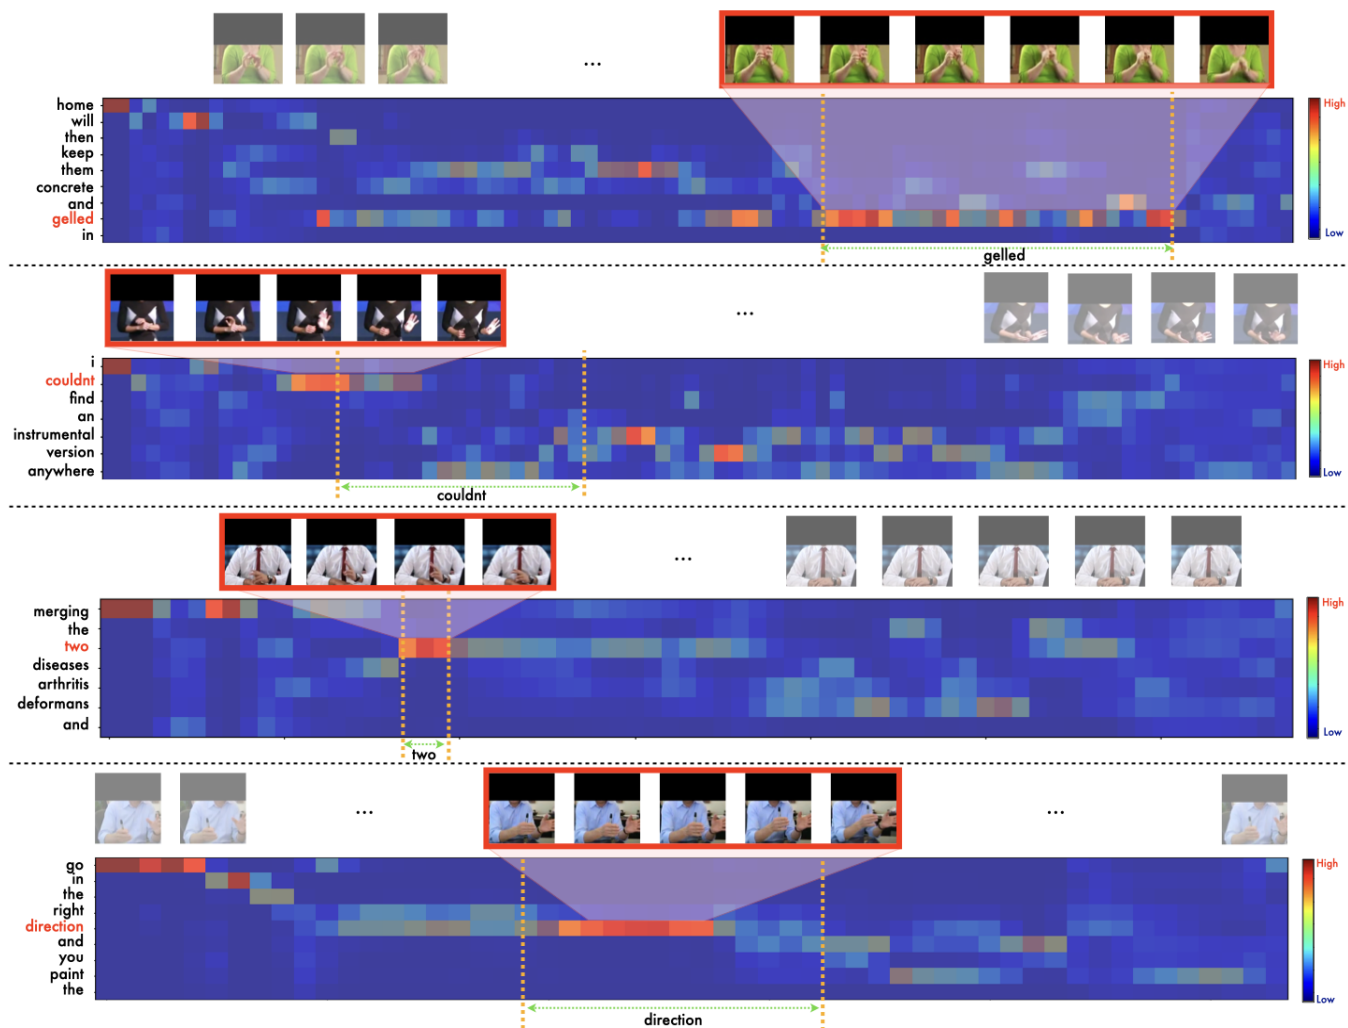 ...
home
will
then
keep
them
concrete
and
gelled
in
High
Low
gelled
...
i
couldnt
find
an
instrumental
version
anywhere
High
Low
couldnt
...
merging
the
two
diseases
arthritis
deformans
and
High
Low
two
... ...
go
in
the
right
direction
and
you
paint
the
High
Low
direction